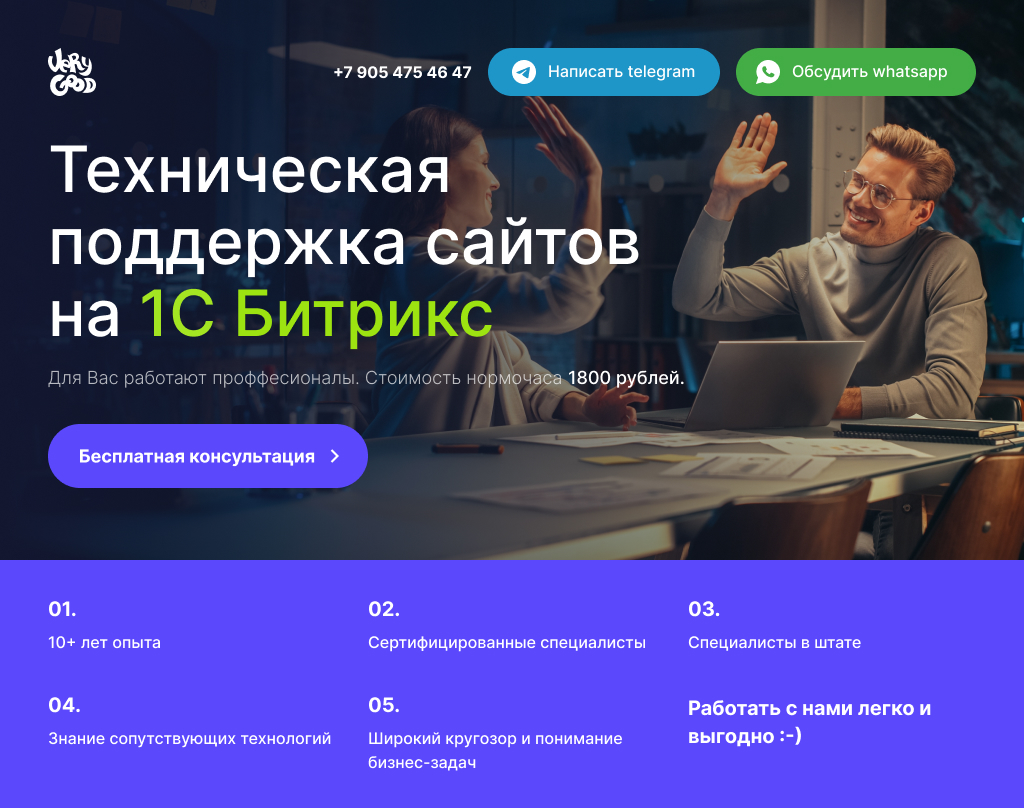 Very
Good
+7 905 475 46 47
Написать telegram
Обсудить whatsapp
Техническая
поддержка сайтов
на 1С Битрикс
Для Вас работают проффесионалы. Стоимость нормочаса 1800 рублей.
Бесплатная консультация
01.
10+ лет опыта
02.
Сертифицированные специалисты
03.
Специалисты в штате
04.
Знание сопутствующих технологий
05.
Широкий кругозор и понимание
бизнес-задач
Работать с нами легко и
выгодно :-)